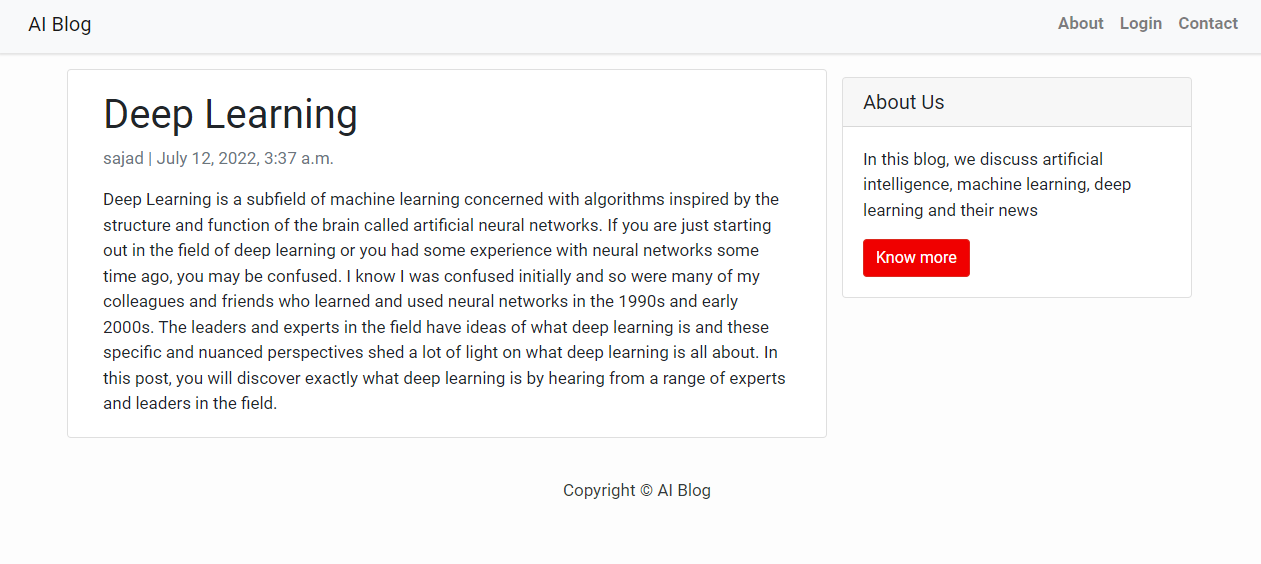 AI Blog
About Login Contact
Deep Learning
sajad | July 12, 2022, 3:37 a.m.
Deep Learning is a subfield of machine learning concerned with algorithms inspired by the
structure and function of the brain called artificial neural networks. If you are just starting
out in the field of deep learning or you had some experience with neural networks some
time ago, you may be confused. I know I was confused initially and so were many of my
colleagues and friends who learned and used neural networks in the 1990s and early
2000s. The leaders and experts in the field have ideas of what deep learning is and these
specific and nuanced perspectives shed a lot of light on what deep learning is all about. In
this post, you will discover exactly what deep learning is by hearing from a range of experts
and leaders in the field.
About Us
In this blog, we discuss artificial
intelligence, machine learning, deep
learning and their news
Know more
Copyright © AI Blog